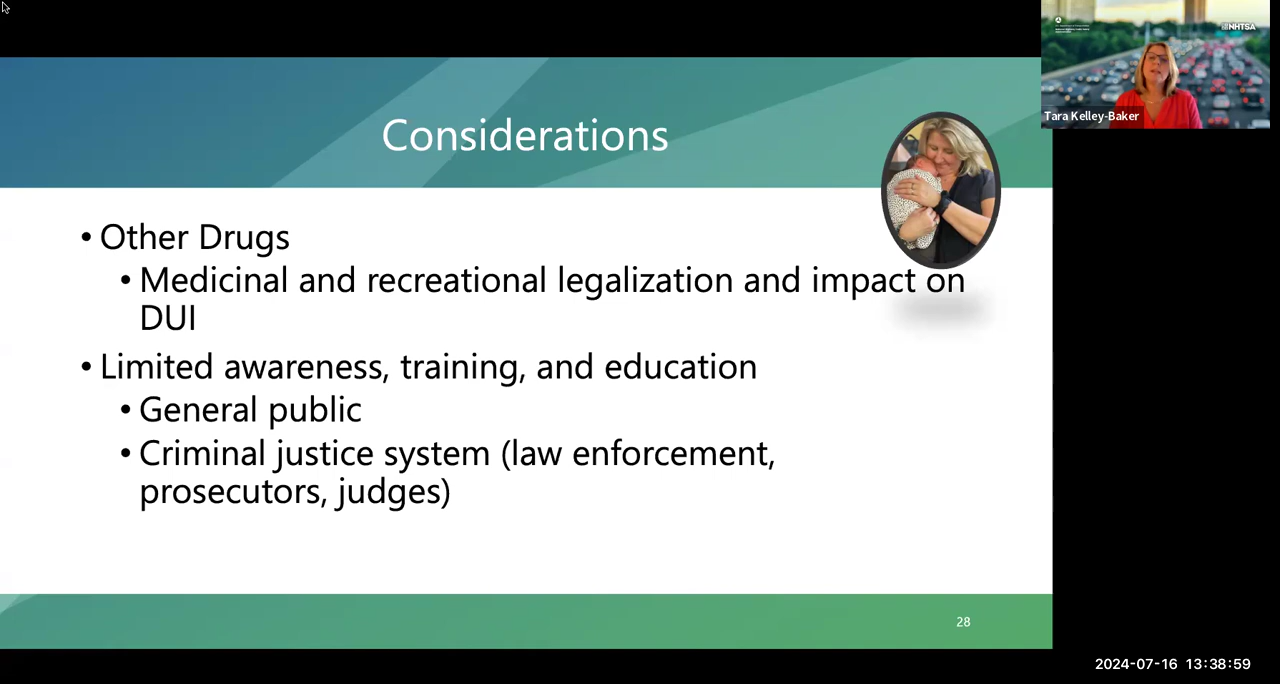 NHTSA
Tara Kelley-Baker
Considerations
• Other Drugs
• Medicinal and recreational legalization and impact on
DUI
• Limited awareness, training, and education
• General public
• Criminal justice system (law enforcement,
prosecutors, judges)
28
2024-07-16 13:38:59